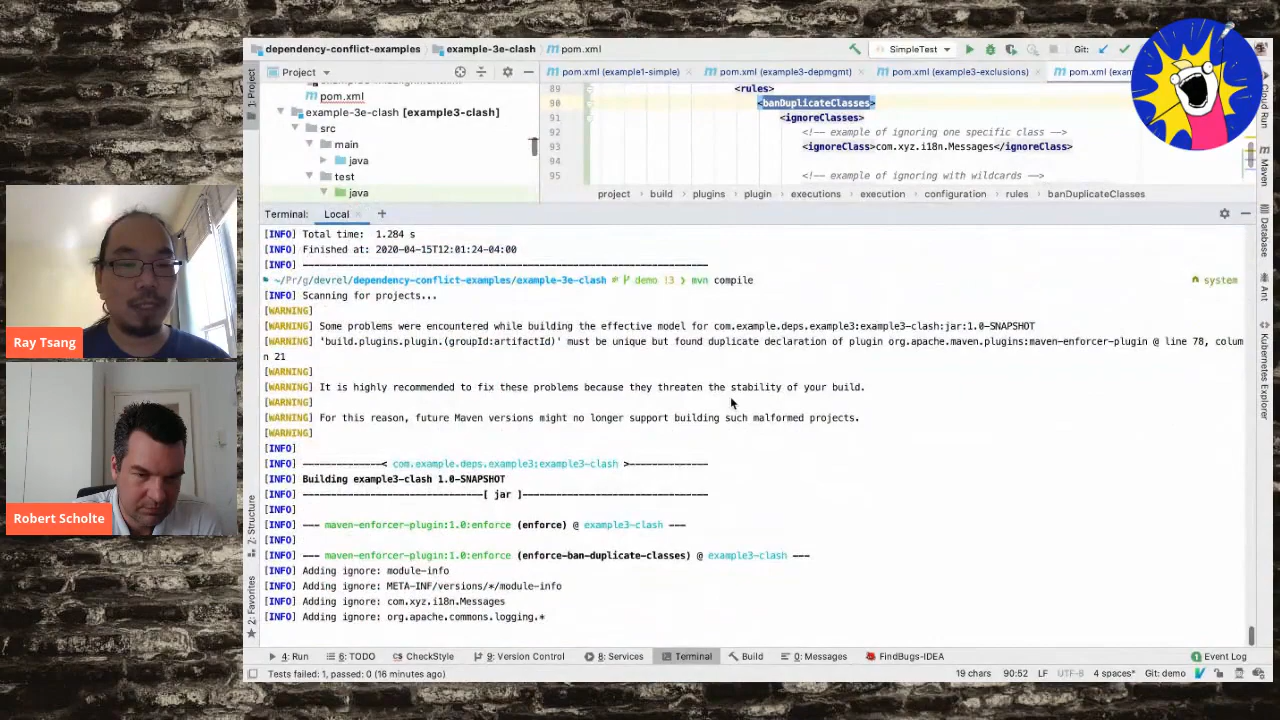 dependency-conflict-examples
example-3e-clash
pom.xml
SimpleTest
Git:
1: Project
Project
pom.xml (example1-simple)
pom.xml (example3-depmgmt)
pom.xml (example3-exclusions)
pom.xml (exam
pom.xml
example-3e-clash [example3-clash]
src
main
java
test
java
89 <rules>
90 <banDuplicateClasses>
91 <ignoreClasses>
92 <!-- example of ignoring one specific class -->
93 <ignoreClass>com.xyz.i18n.Messages</ignoreClass>
94
95 <!-- example of ignoring with wildcards
project build plugins plugin executions execution configuration rules banDuplicateClasses
Cloud Run
Maven
Database
Ant
Kubernetes Explorer
Terminal: Local +
[INFO] Total time: 1.284 s
[INFO] Finished at: 2020-04-15T12:01:24-04:00
[INFO] ------------------------------------------------------------------------
~/Pr/g/devrel/dependency-conflict-examples/example-3e-clash demo !3 ❯ mvn compile system
[INFO] Scanning for projects...
[WARNING]
[WARNING] Some problems were encountered while building the effective model for com.example.deps.example3:example3-clash:jar:1.0-SNAPSHOT
[WARNING] 'build.plugins.plugin.(groupId:artifactId)' must be unique but found duplicate declaration of plugin org.apache.maven.plugins:maven-enforcer-plugin @ line 78, colum
n 21
[WARNING]
[WARNING] It is highly recommended to fix these problems because they threaten the stability of your build.
[WARNING]
[WARNING] For this reason, future Maven versions might no longer support building such malformed projects.
[WARNING]
[INFO]
[INFO] ---------------< com.example.deps.example3:example3-clash >---------------
[INFO] Building example3-clash 1.0-SNAPSHOT
[INFO] --------------------------------[ jar ]---------------------------------
[INFO]
[INFO] --- maven-enforcer-plugin:1.0:enforce (enforce) @ example3-clash ---
[INFO]
[INFO] --- maven-enforcer-plugin:1.0:enforce (enforce-ban-duplicate-classes) @ example3-clash ---
[INFO] Adding ignore: module-info
[INFO] Adding ignore: META-INF/versions/*/module-info
[INFO] Adding ignore: com.xyz.i18n.Messages
[INFO] Adding ignore: org.apache.commons.logging.*
Z: Structure
2: Favorites
4: Run
6: TODO
CheckStyle
9: Version Control
8: Services
Terminal
Build
0: Messages
FindBugs-IDEA
Event Log
Tests failed: 1, passed: 0 (16 minutes ago)
19 chars 90:52 LF UTF-8 4 spaces Git: demo
Ray Tsang
Robert Scholte